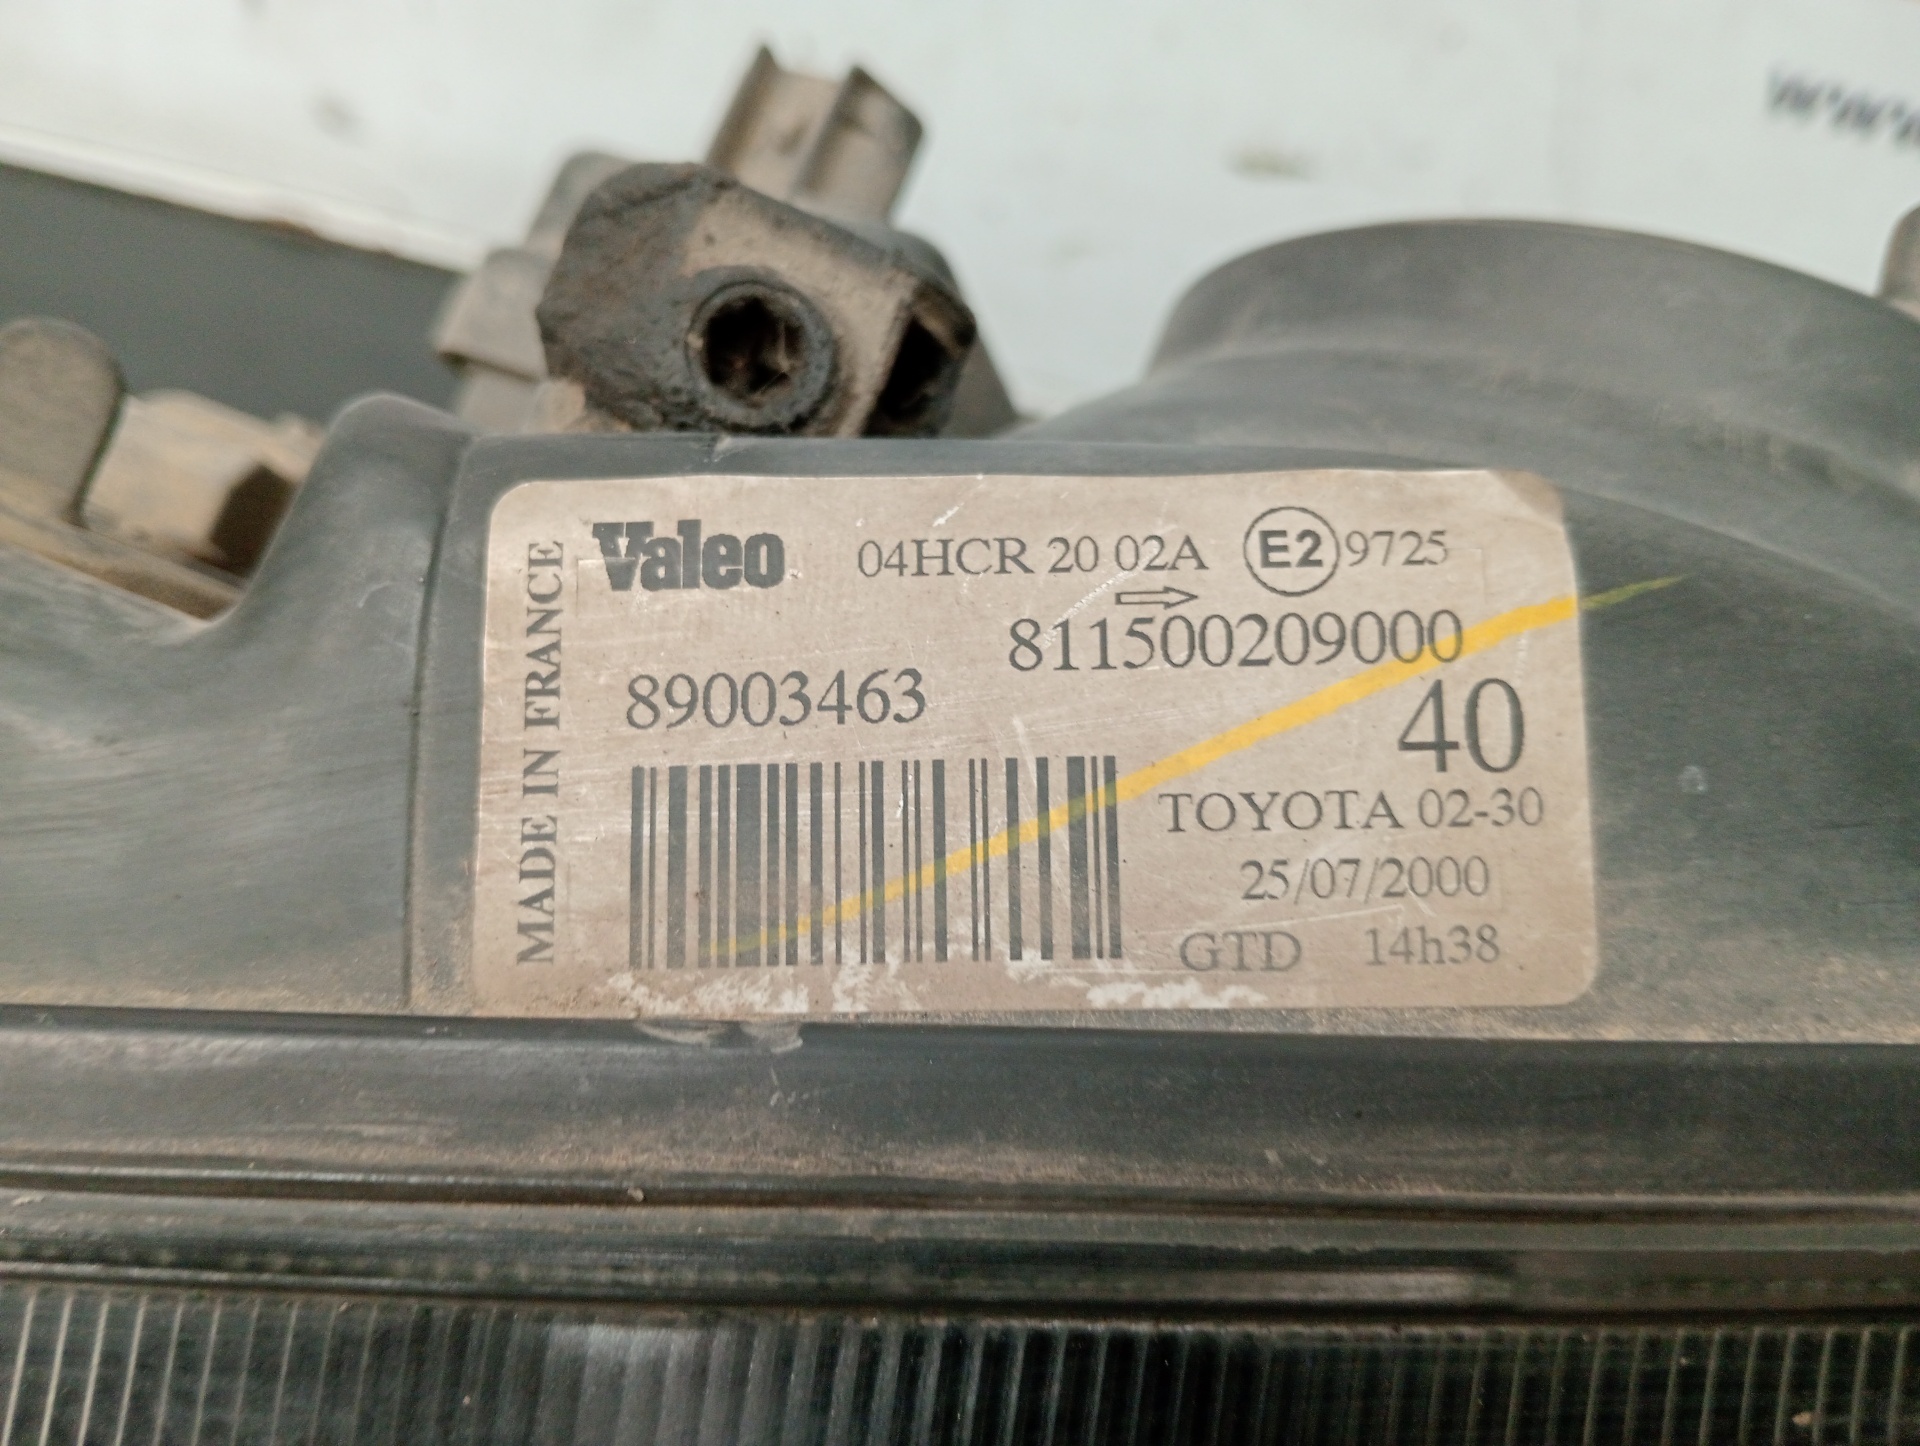 MADE IN FRANCE
Valeo 04HCR 20 02A E2 9725
811500209000
89003463
40
TOYOTA 02-30
25/07/2000
GTD 14h38